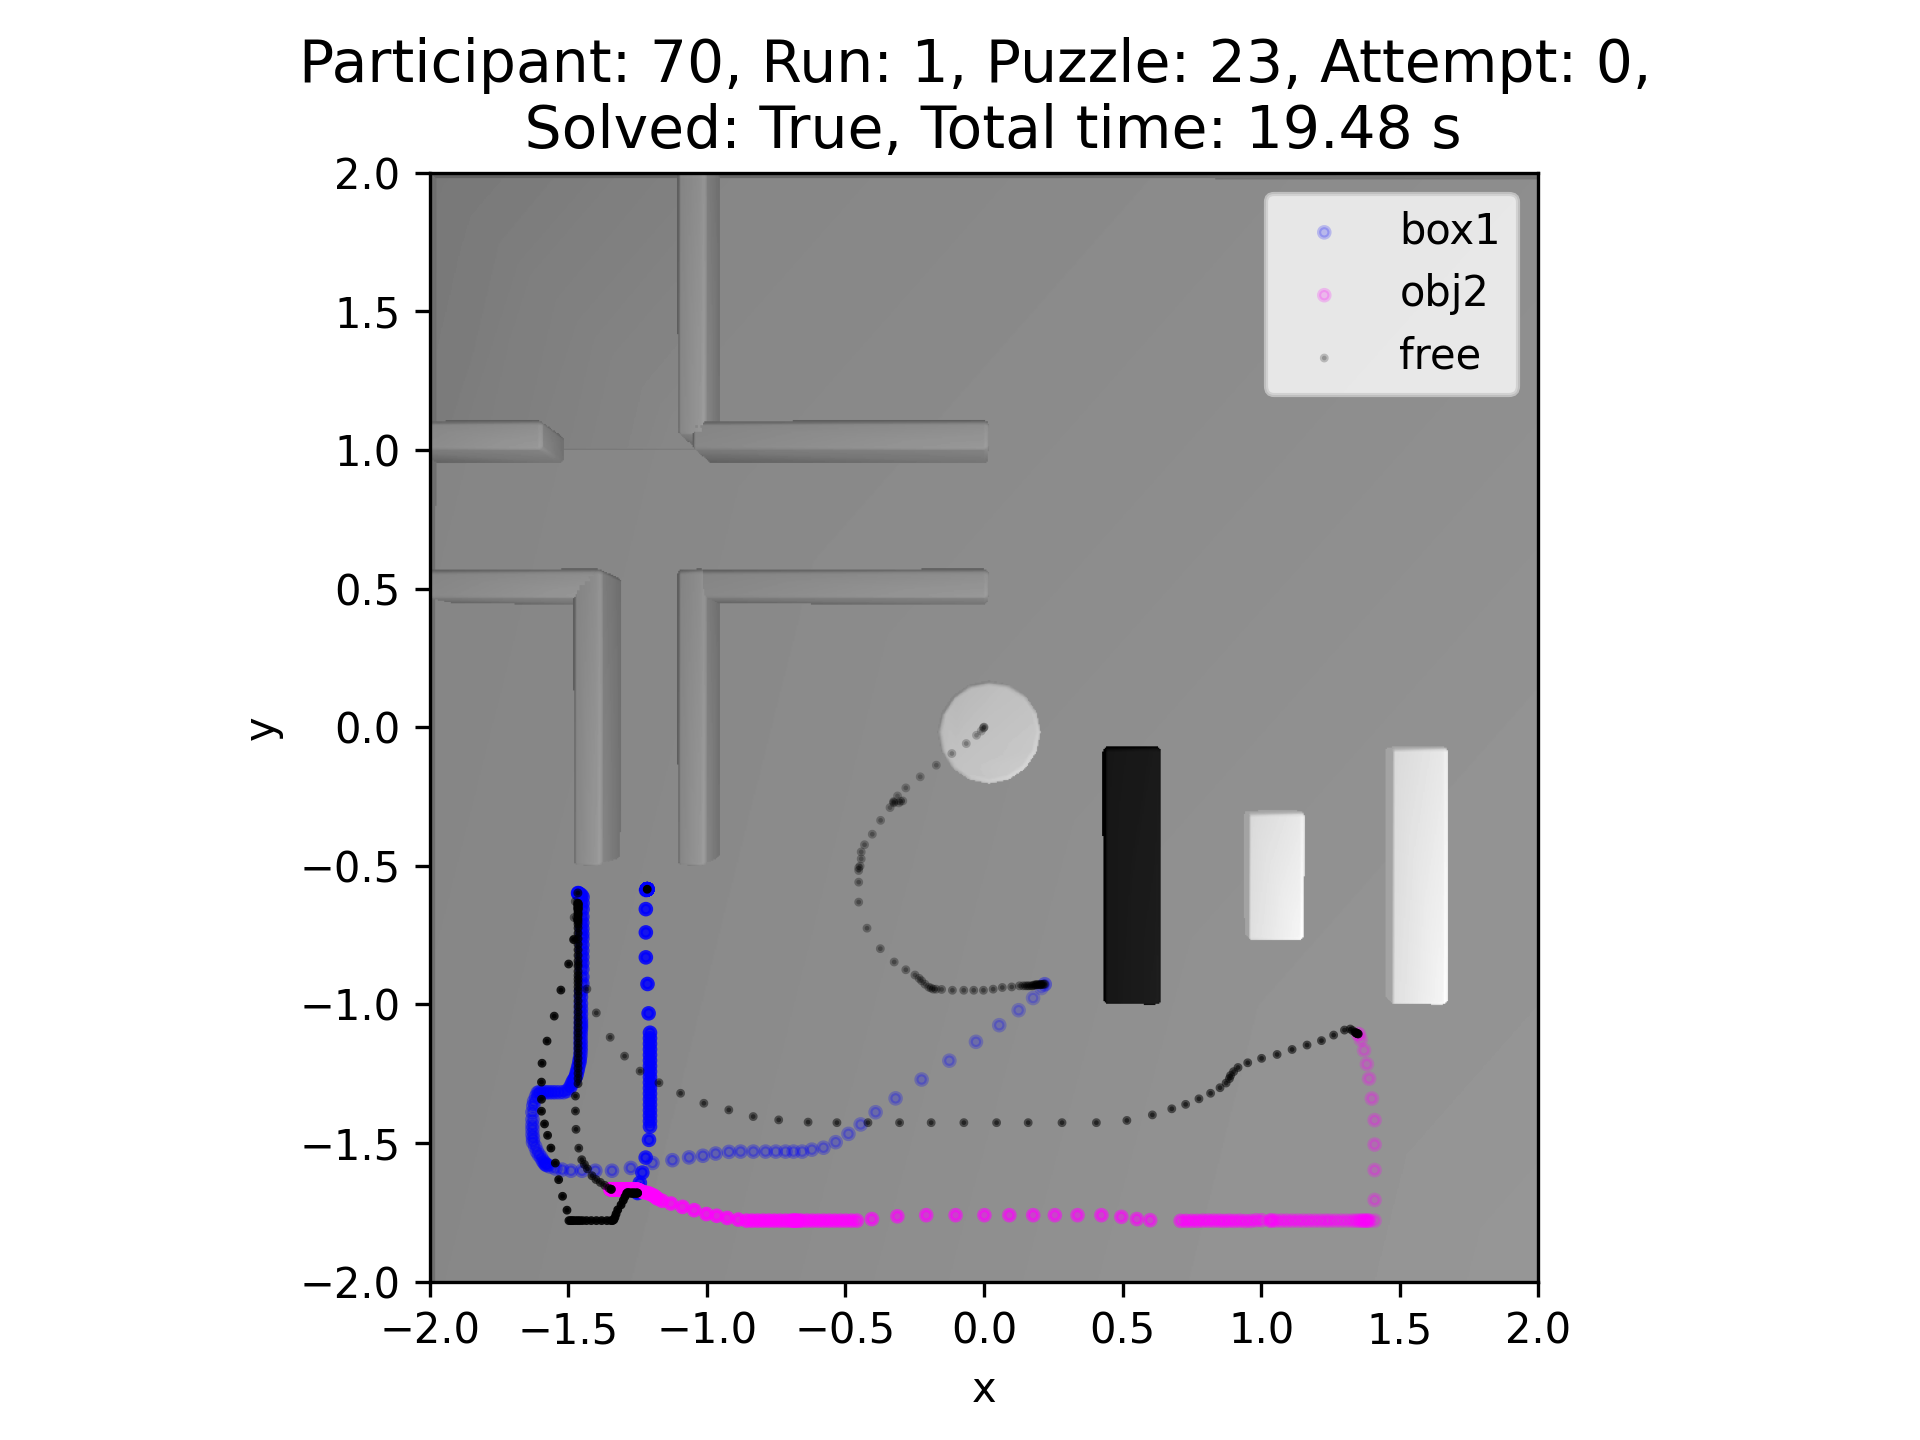 Participant: 70, Run: 1, Puzzle: 23, Attempt: 0,
Solved: True, Total time: 19.48 s
2.0
1.5
1.0
0.5
0.0
−0.5
−1.0
−1.5
−2.0
y
box1
obj2
free
−2.0 −1.5 −1.0 −0.5 0.0 0.5 1.0 1.5 2.0
x